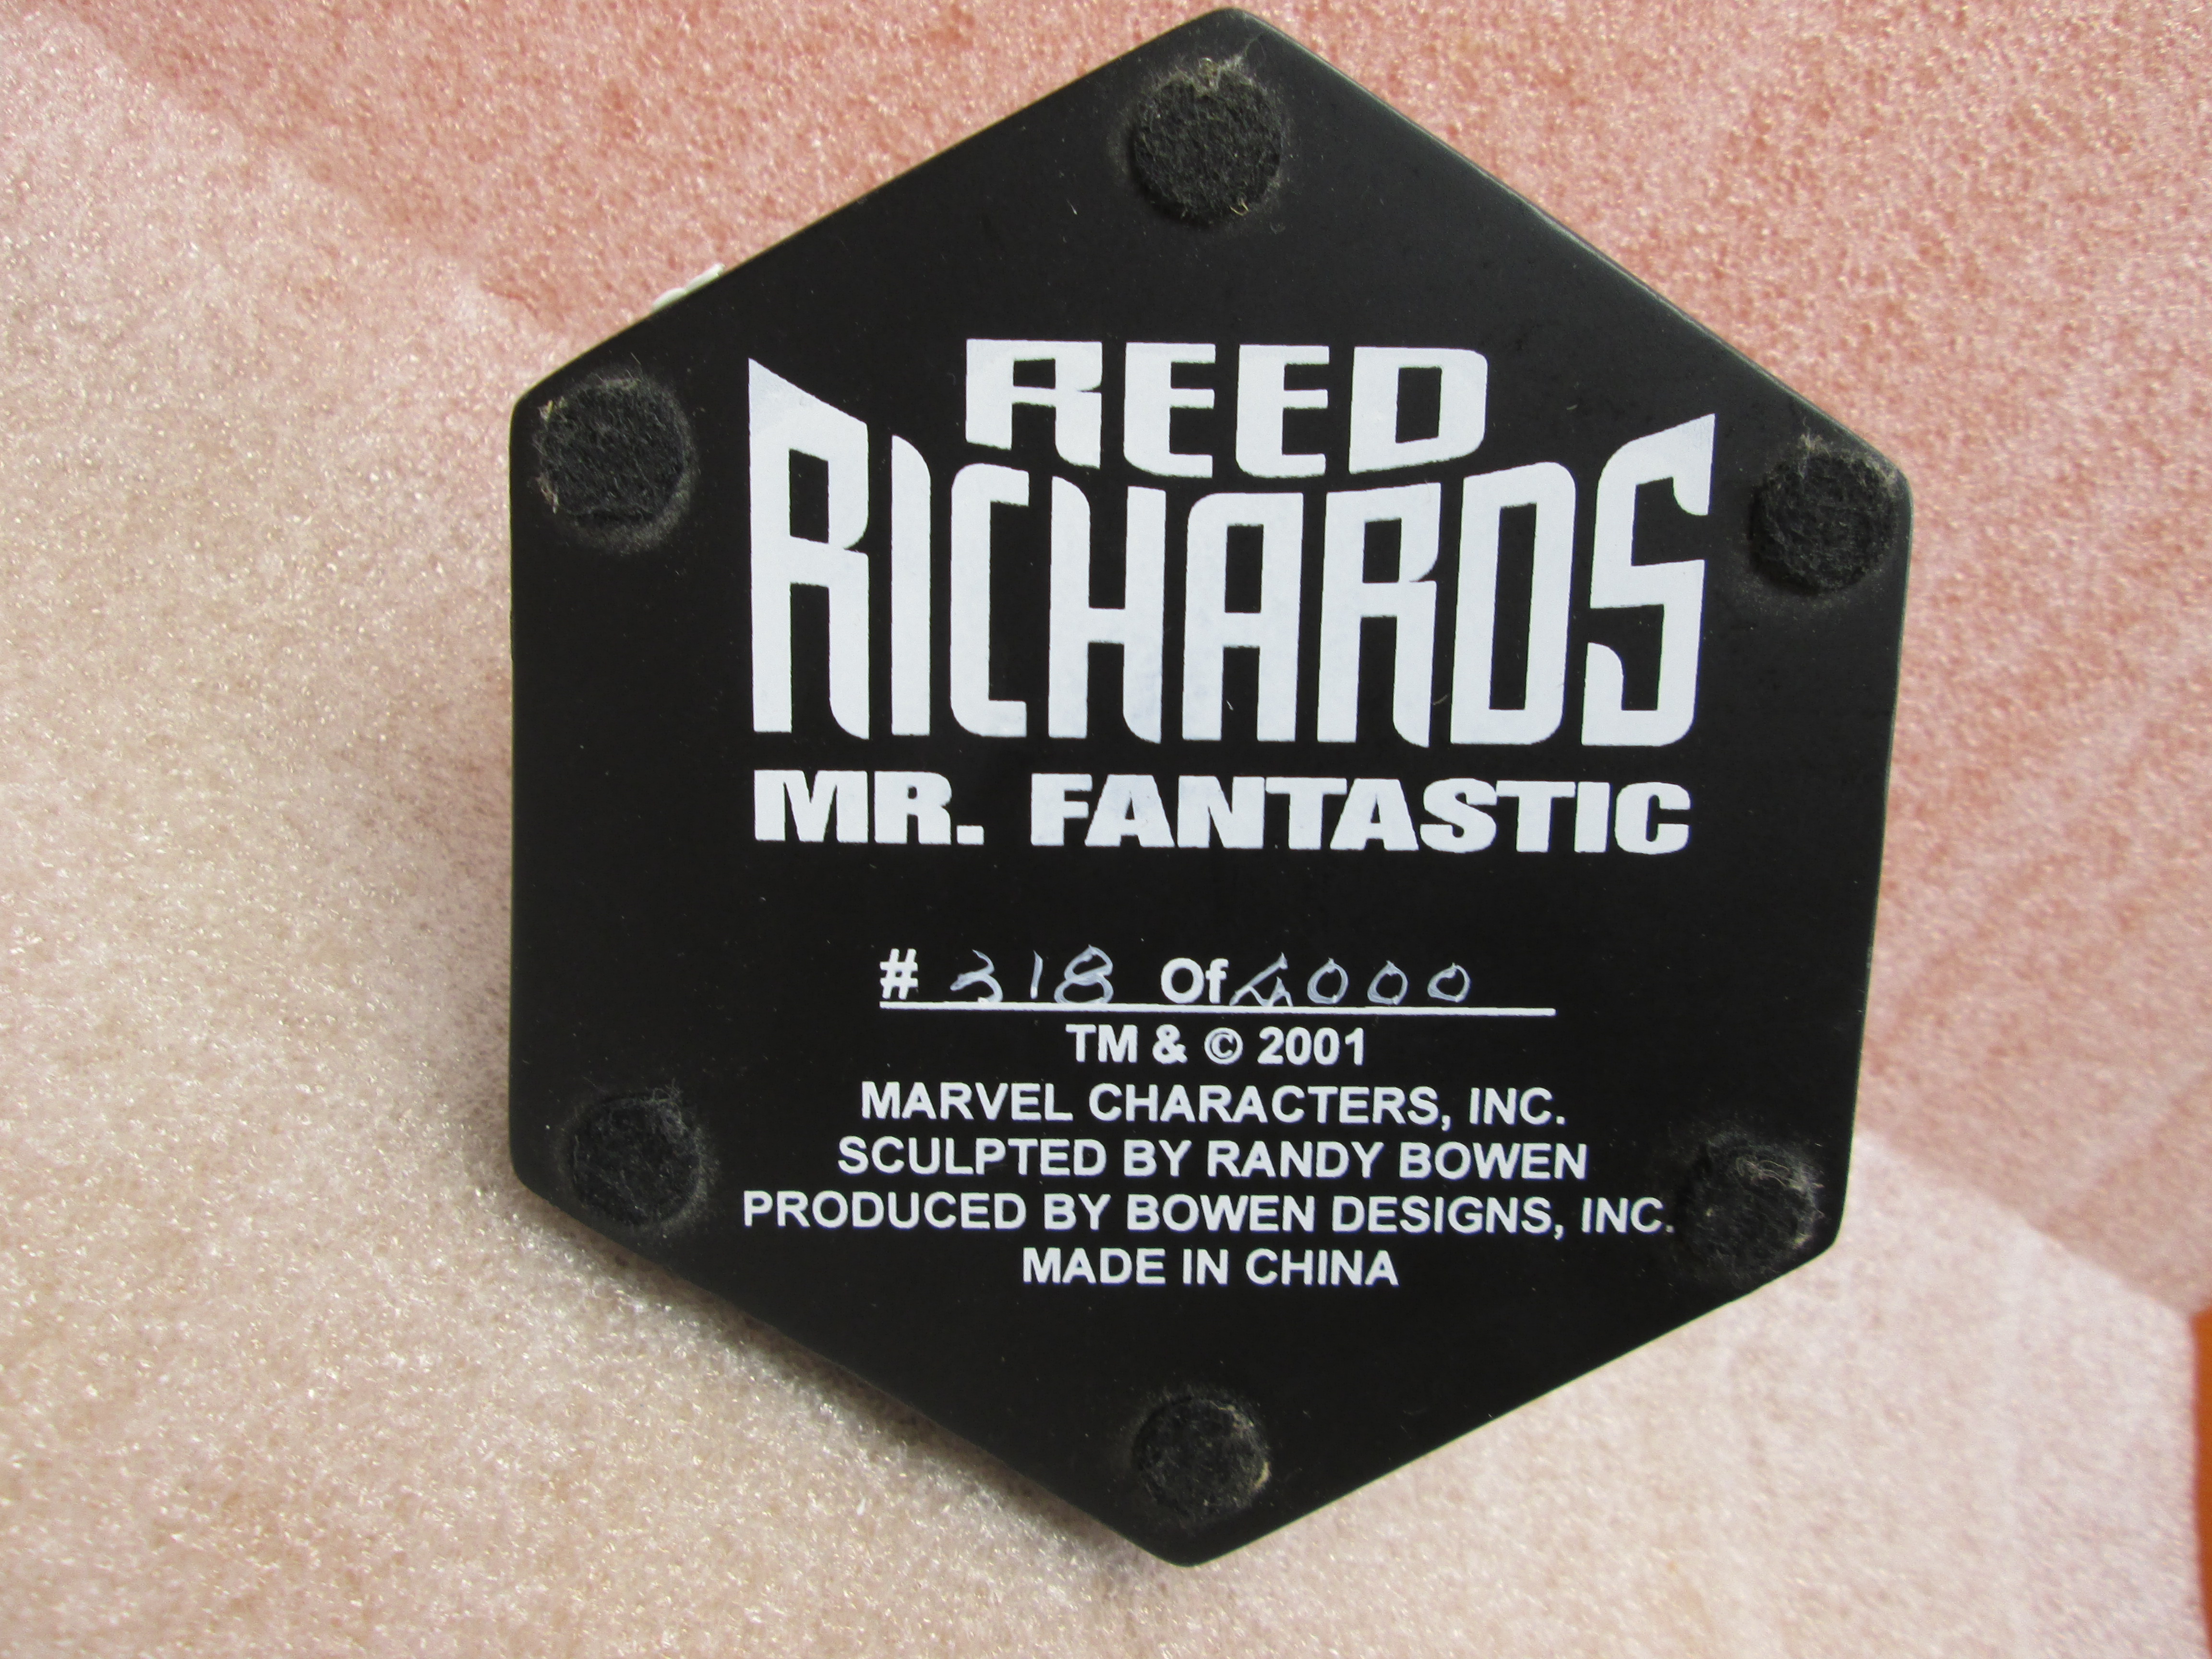 REED
RICHARDS
MR. FANTASTIC
# 318 Of 4000
TM & © 2001
MARVEL CHARACTERS, INC.
SCULPTED BY RANDY BOWEN
PRODUCED BY BOWEN DESIGNS, INC.
MADE IN CHINA